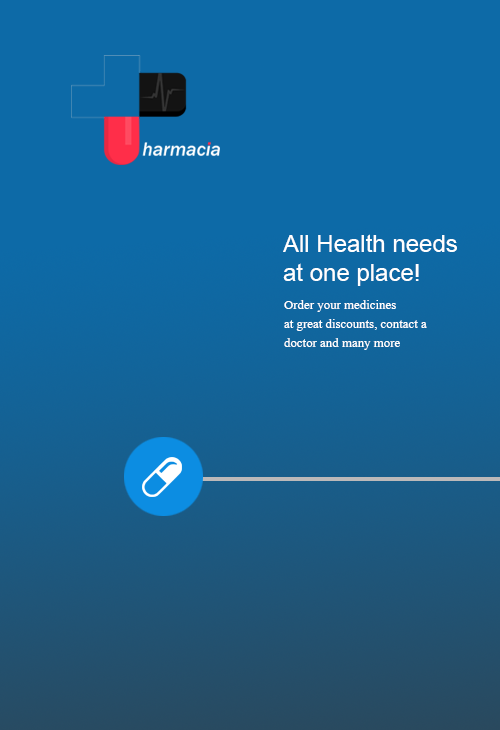 harmacia
All Health needs
at one place!
Order your medicines
at great discounts, contact a
doctor and many more